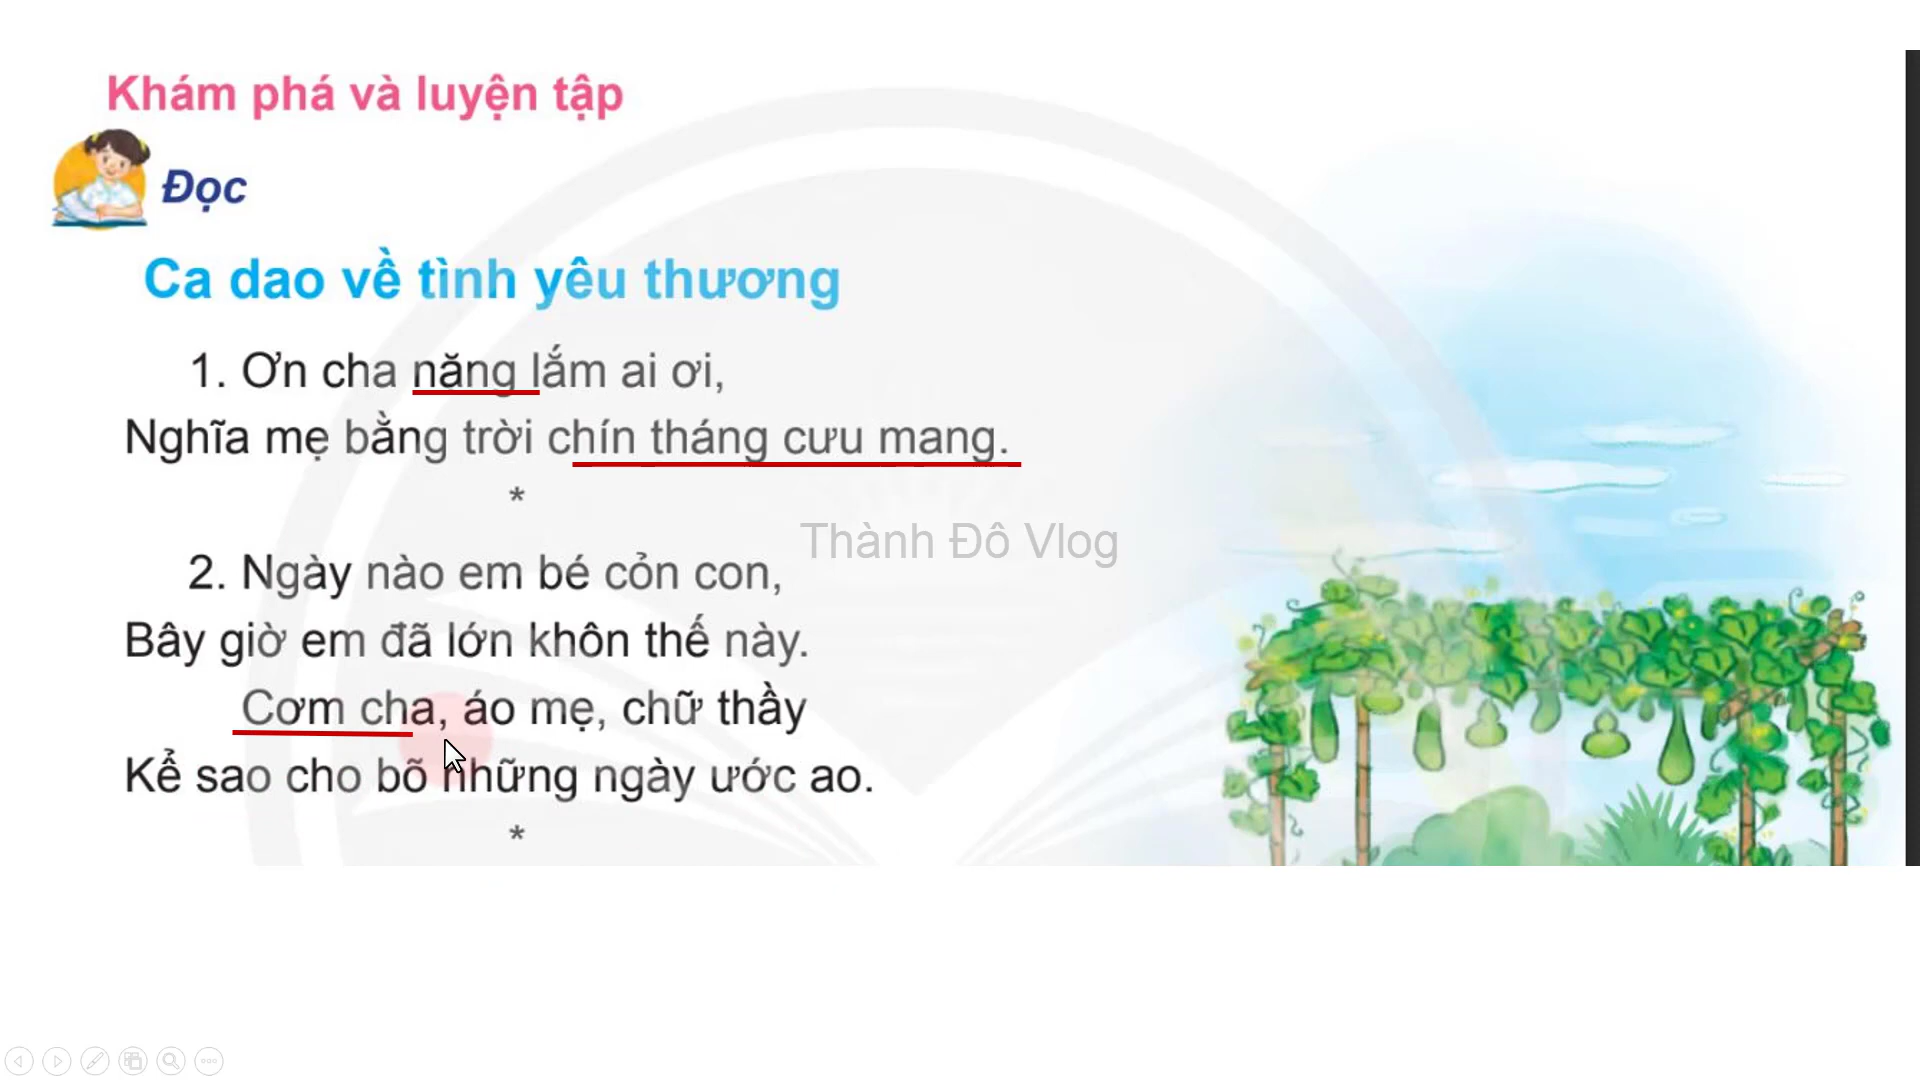 Khám phá và luyện tập
Đọc
Ca dao về tình yêu thương
1. Ơn cha năng lắm ai ơi,
Nghĩa mẹ bằng trời chín tháng cưu mang.
*
Thành Đô Vlog
2. Ngày nào em bé cỏn con,
Bây giờ em đã lớn khôn thế này.
Cơm cha, áo mẹ, chữ thầy
Kể sao cho bõ những ngày ước ao.
*